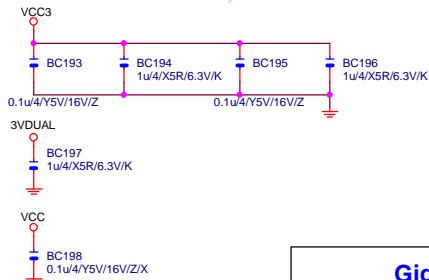 VCC3
BC193
BC194
1u/4/X5R/6.3V/K
BC195
BC196
1u/4/X5R/6.3V/K
0.1u/4/Y5V/16V/Z
0.1u/4/Y5V/16V/Z
3VDUAL
BC197
1u/4/X5R/6.3V/K
VCC
BC198
0.1u/4/Y5V/16V/Z/X